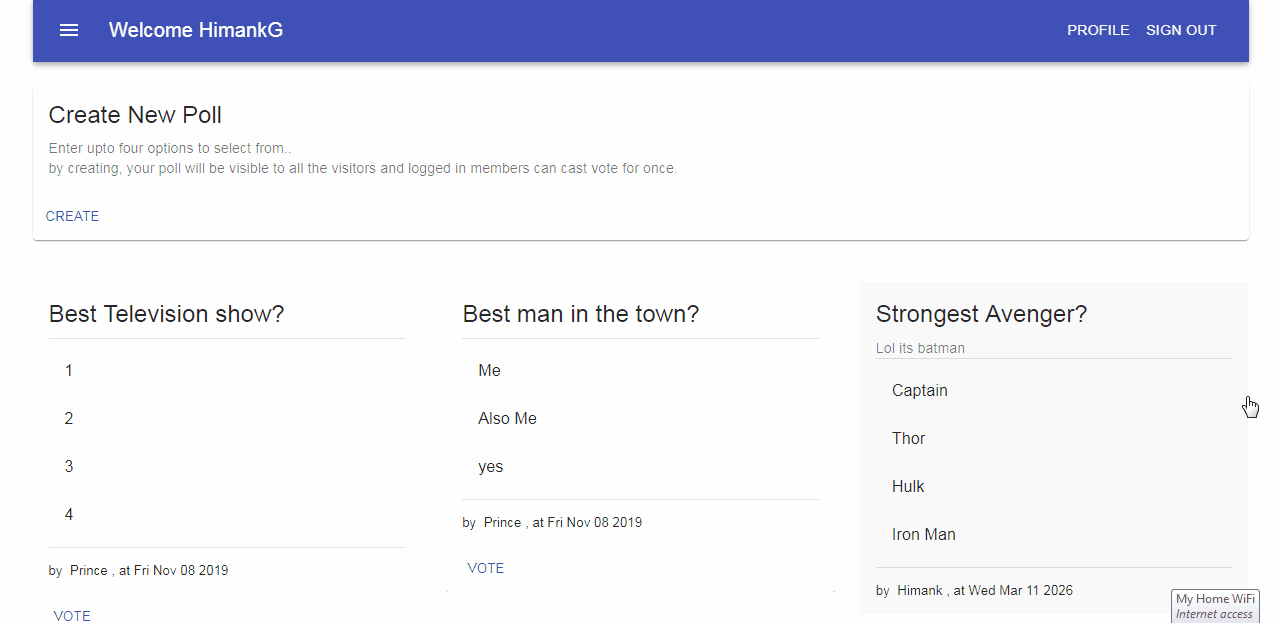 Welcome HimankG
PROFILE
SIGN OUT
Create New Poll
Enter upto four options to select from..
by creating, your poll will be visible to all the visitors and logged in members can cast vote for once.
CREATE
Best Television show?
1
2
3
4
by Prince , at Fri Nov 08 2019
VOTE
Best man in the town?
Me
Also Me
yes
by Prince , at Fri Nov 08 2019
VOTE
Strongest Avenger?
Lol its batman
Captain
Thor
Hulk
Iron Man
by Himank , at Wed Mar 11 2026
My Home WiFi
Internet access